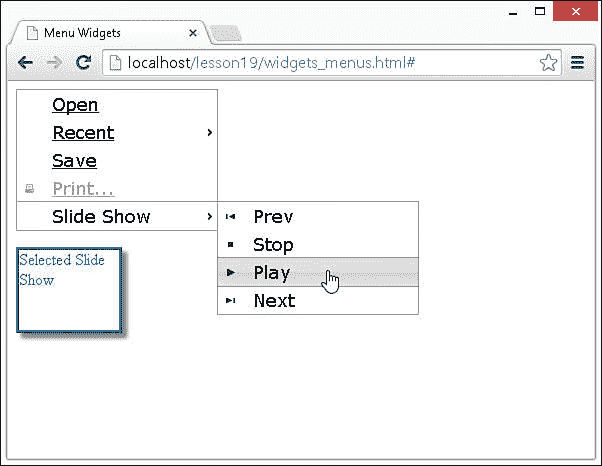 Menu Widgets
localhost/lesson19/widgets_menus.html#
Open
Recent
Save
Print...
Slide Show
Prev
Stop
Play
Next
Selected Slide
Show